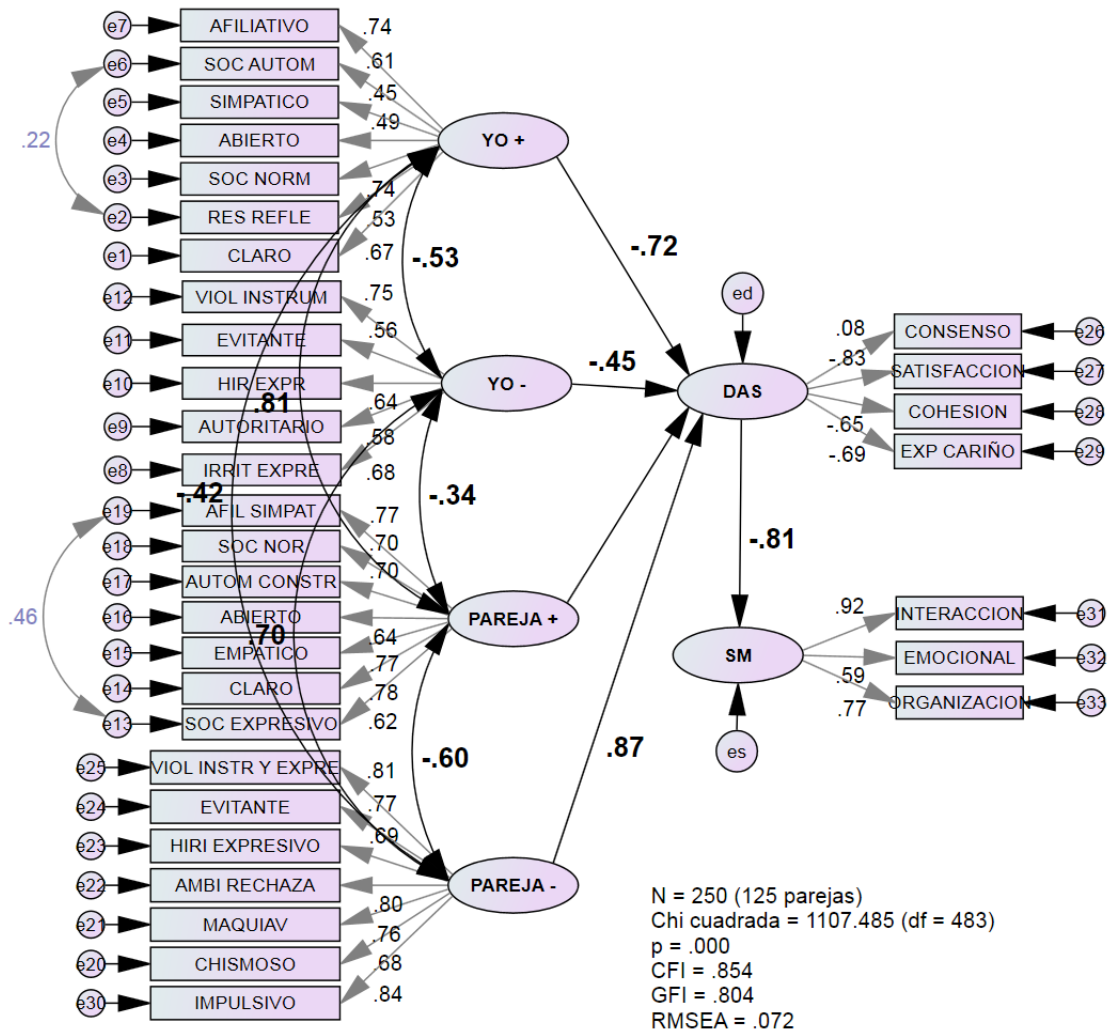 e7 AFILIATIVO .74
e6 SOC AUTOM .61
e5 SIMPATICO .45
e4 ABIERTO .49
e3 SOC NORM .74
e2 RES REFLE .53
e1 CLARO .67
.22
YO +
-.53
-.72
e12 VIOL INSTRUM .75
e11 EVITANTE .56
e10 HIR EXPR
e9 AUTORITARIO .64
.58
e8 IRRIT EXPRE .68
YO -
-.45
.81
-.42
-.34
e19 AFIL SIMPAT .77
e18 SOC NOR .70
e17 AUTOM CONSTR .70
e16 ABIERTO
e15 EMPATICO .64
e14 CLARO .77
.78
e13 SOC EXPRESIVO .62
.46
PAREJA +
.70
-.60
.87
e25 VIOL INSTR Y EXPRE .81
e24 EVITANTE .77
e23 HIRI EXPRESIVO .69
e22 AMBI RECHAZA
e21 MAQUIAV .80
e20 CHISMOSO .76
.68
e30 IMPULSIVO .84
PAREJA -
ed
DAS
.08 CONSENSO e26
-.83 SATISFACCION e27
COHESION e28
-.65
-.69 EXP CARIÑO e29
-.81
SM
es
.92 INTERACCION e31
EMOCIONAL e32
.59
.77 ORGANIZACION e33
N = 250 (125 parejas)
Chi cuadrada = 1107.485 (df = 483)
p = .000
CFI = .854
GFI = .804
RMSEA = .072